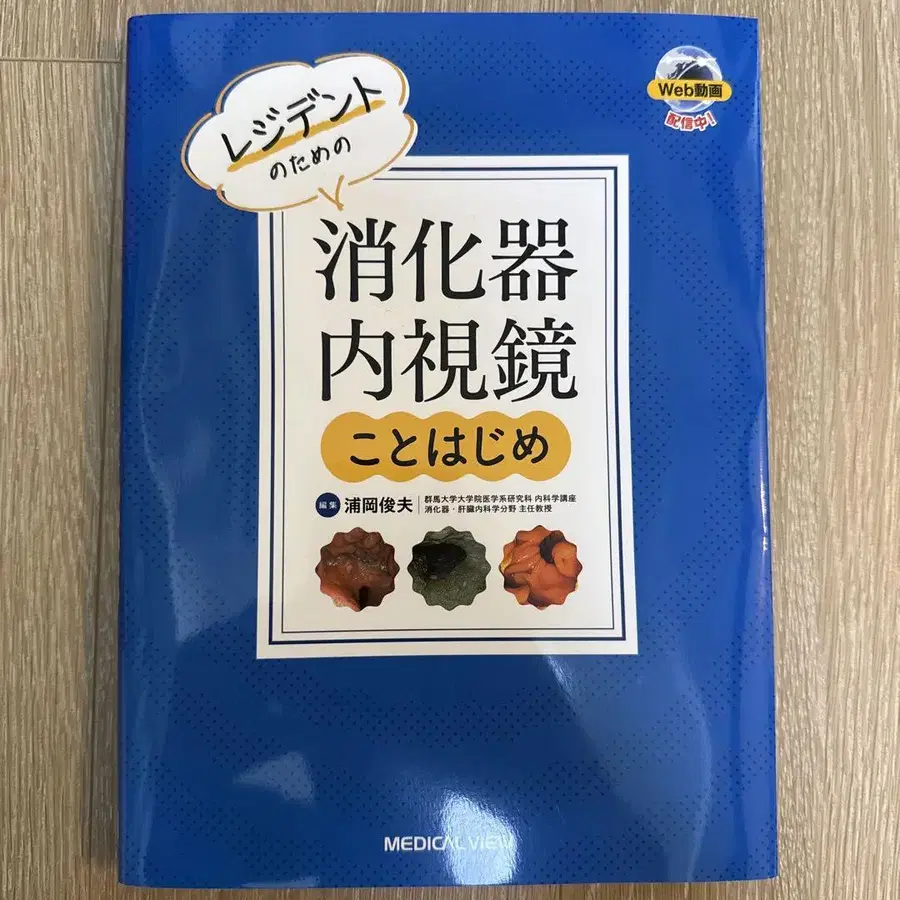 レジデント
のための
Web動画
配信中!
消化器
内視鏡
ことはじめ
編集 浦岡俊夫
群馬大学大学院医学系研究科 内科学講座
消化器・肝臓内科学分野 主任教授
MEDICAL VIEW